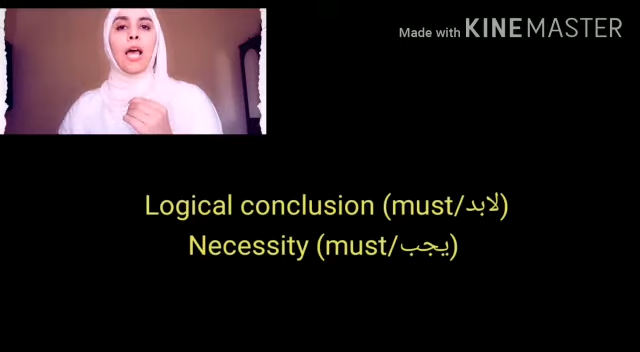 Made with KINEMASTER
Logical conclusion (must/لابد)
Necessity (must/يجب)